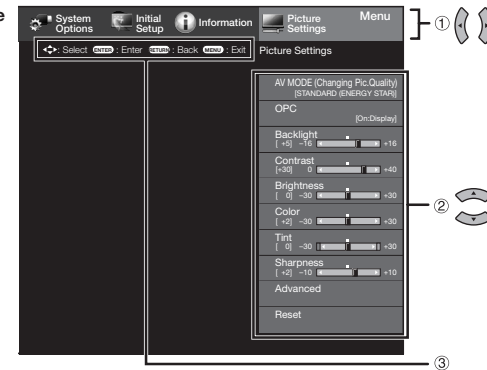 e
System Options
Initial Setup
Information
Picture Settings
Menu
①
: Select ENTER : Enter RETURN : Back MENU : Exit
Picture Settings
AV MODE (Changing Pic.Quality)
[STANDARD (ENERGY STAR)]
OPC
[On:Display]
Backlight
[ +5] −16 +16
Contrast
[+30] 0 +40
Brightness
[ 0] −30 +30
Color
[ +2] −30 +30
②
Tint
[ 0] −30 +30
Sharpness
[ +2] −10 +10
Advanced
Reset
③